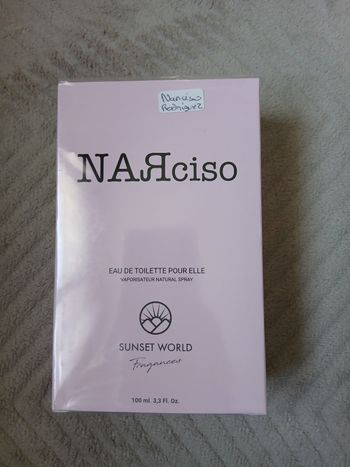 Narciso
Rodriguez
NAЯciso
EAU DE TOILETTE POUR ELLE
VAPORISATEUR NATURAL SPRAY
SUNSET WORLD
Fragances
100 ml. 3,3 Fl. Oz.